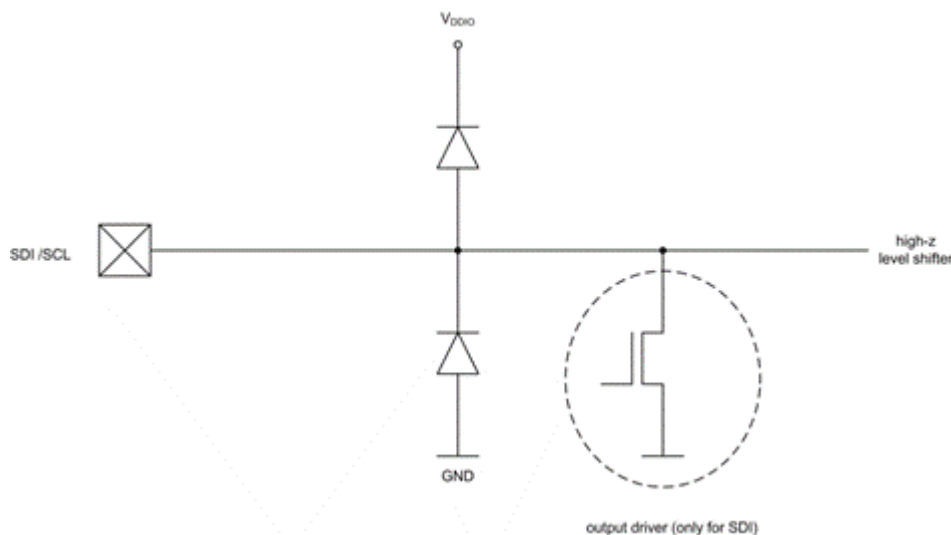 VDDIO
SDI /SCL
high-z
level shifter
GND
output driver (only for SDI)